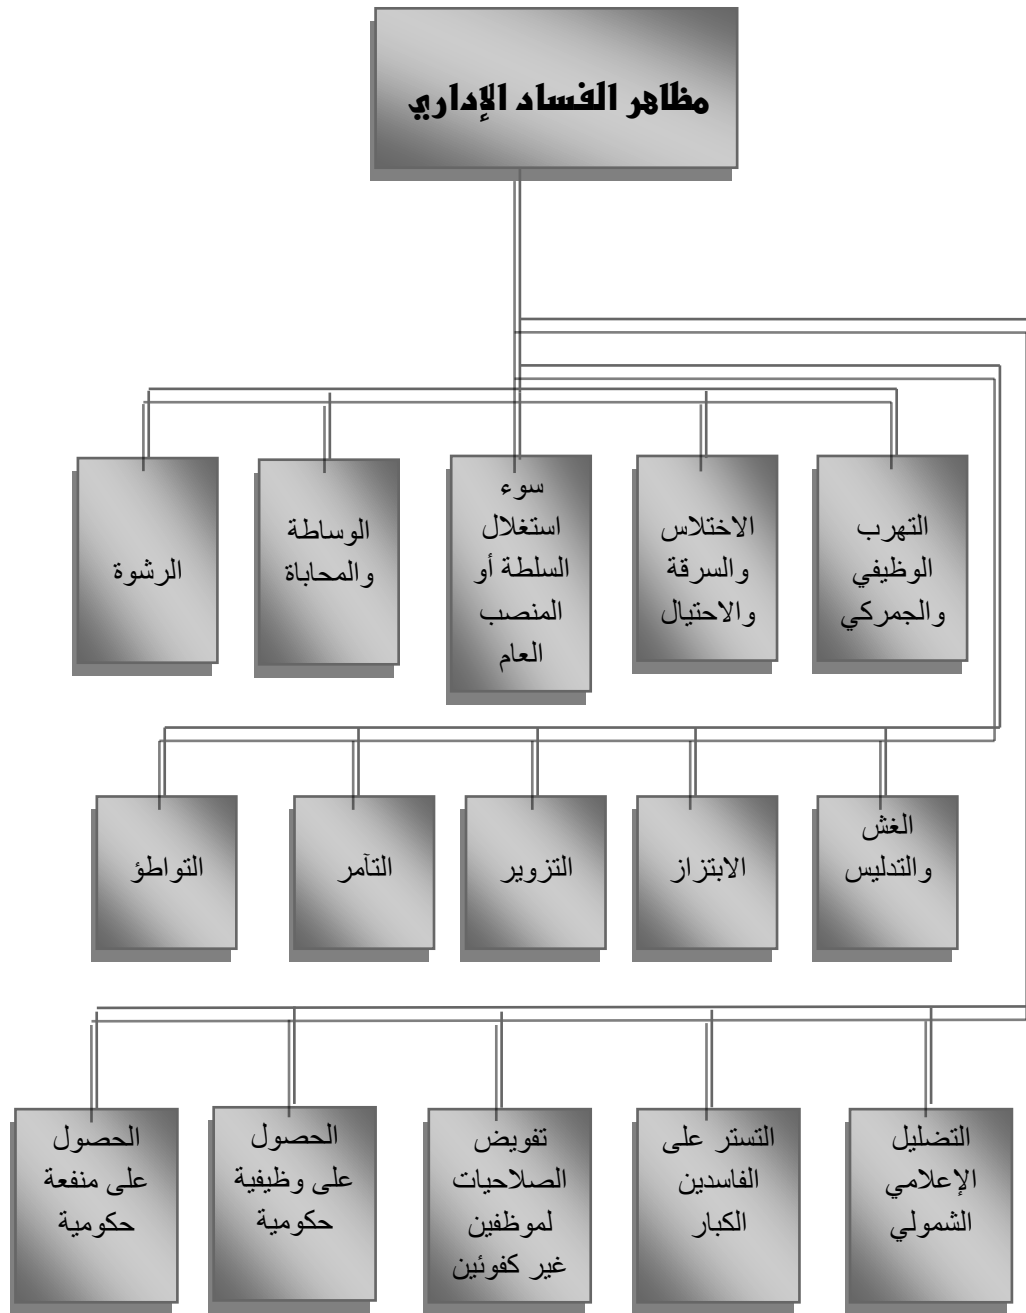 مظاهر الفساد الإداري
التهرب
الوظيفي
والجمركي
الاختلاس
والسرقة
والاحتيال
سوء
استغلال
السلطة أو
المنصب
العام
الوساطة
والمحاباة
الرشوة
الغش
والتدليس
الابتزاز
التزوير
التآمر
التواطؤ
التضليل
الإعلامي
الشمولي
التستر على
الفاسدين
الكبار
تفويض
الصلاحيات
لموظفين
غير كفوئين
الحصول
على وظيفية
حكومية
الحصول
على منفعة
حكومية